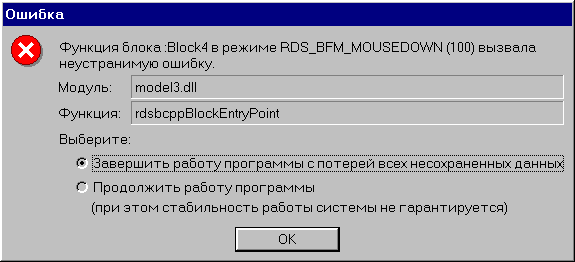 Ошибка
Функция блока :Block4 в режиме RDS_BFM_MOUSEDOWN (100) вызвала
неустранимую ошибку.
Модуль: model3.dll
Функция: rdsbcppBlockEntryPoint
Выберите:
Завершить работу программы с потерей всех несохраненных данных
Продолжить работу программы
(при этом стабильность работы системы не гарантируется)
OK